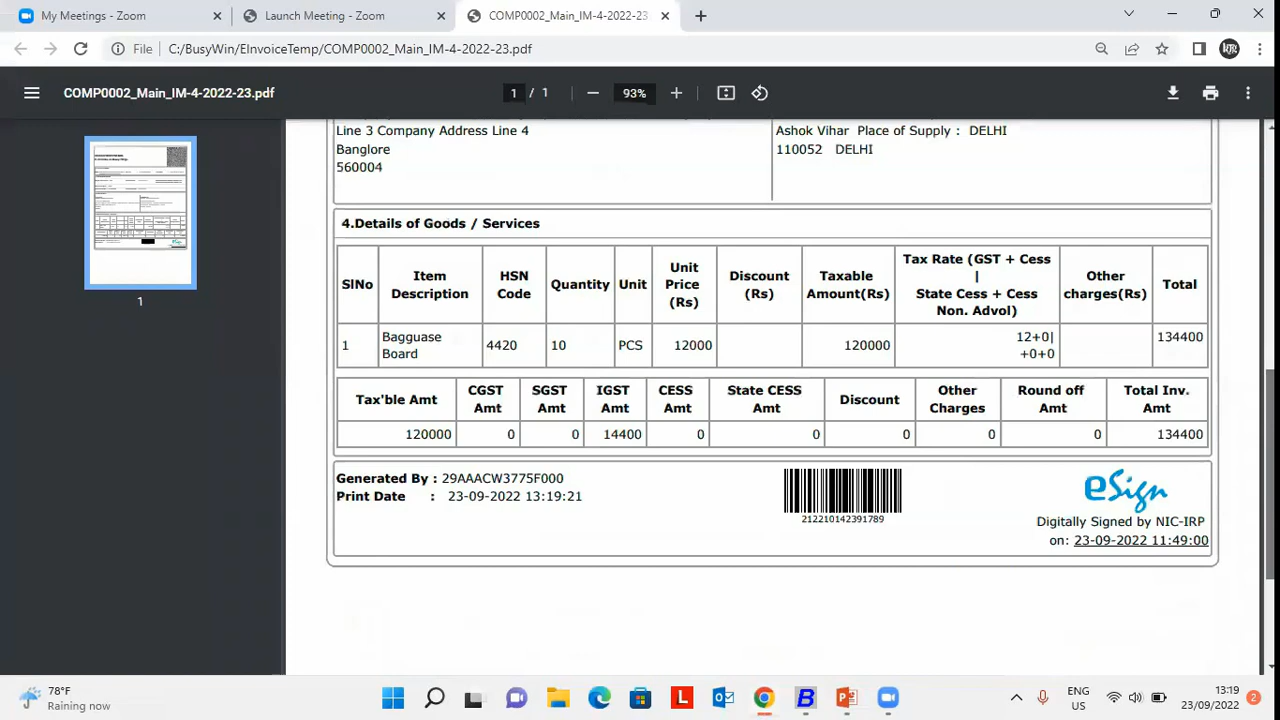 My Meetings - Zoom
Launch Meeting - Zoom
COMP0002_Main_IM-4-2022-23
File
C:/BusyWin/EInvoiceTemp/COMP0002_Main_IM-4-2022-23.pdf
COMP0002_Main_IM-4-2022-23.pdf
1 / 1
93%
1
Line 3 Company Address Line 4
Banglore
560004
Ashok Vihar Place of Supply : DELHI
110052 DELHI
4.Details of Goods / Services
SlNo Item Description HSN Code Quantity Unit Unit Price (Rs) Discount (Rs) Taxable Amount(Rs) Tax Rate (GST + Cess | State Cess + Cess Non. Advol) Other charges(Rs) Total
1 Bagguase Board 4420 10 PCS 12000 120000 12+0| +0+0 134400
Tax'ble Amt CGST Amt SGST Amt IGST Amt CESS Amt State CESS Amt Discount Other Charges Round off Amt Total Inv. Amt
120000 0 0 14400 0 0 0 0 0 134400
Generated By : 29AAACW3775F000
Print Date : 23-09-2022 13:19:21
212210142391789
eSign
Digitally Signed by NIC-IRP
on: 23-09-2022 11:49:00
78°F
Raining now
ENG
US
13:19
23/09/2022
2